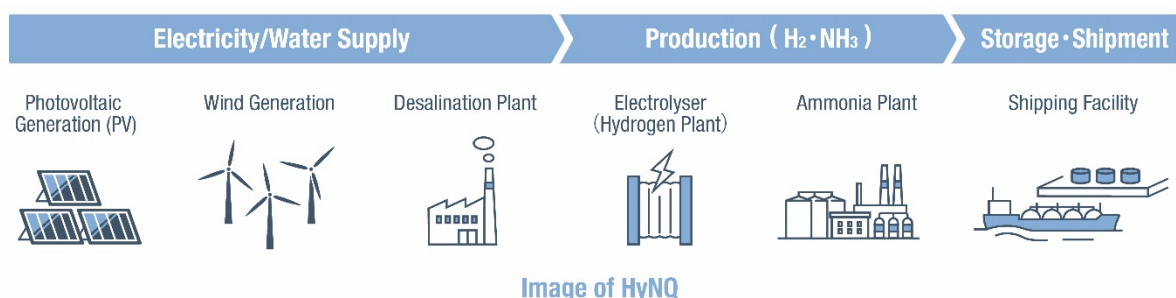 Electricity/Water Supply
Production ( H₂・NH₃ )
Storage・Shipment
Photovoltaic
Generation (PV)
Wind Generation
Desalination Plant
Electrolyser
(Hydrogen Plant)
Ammonia Plant
Shipping Facility
Image of HyNQ